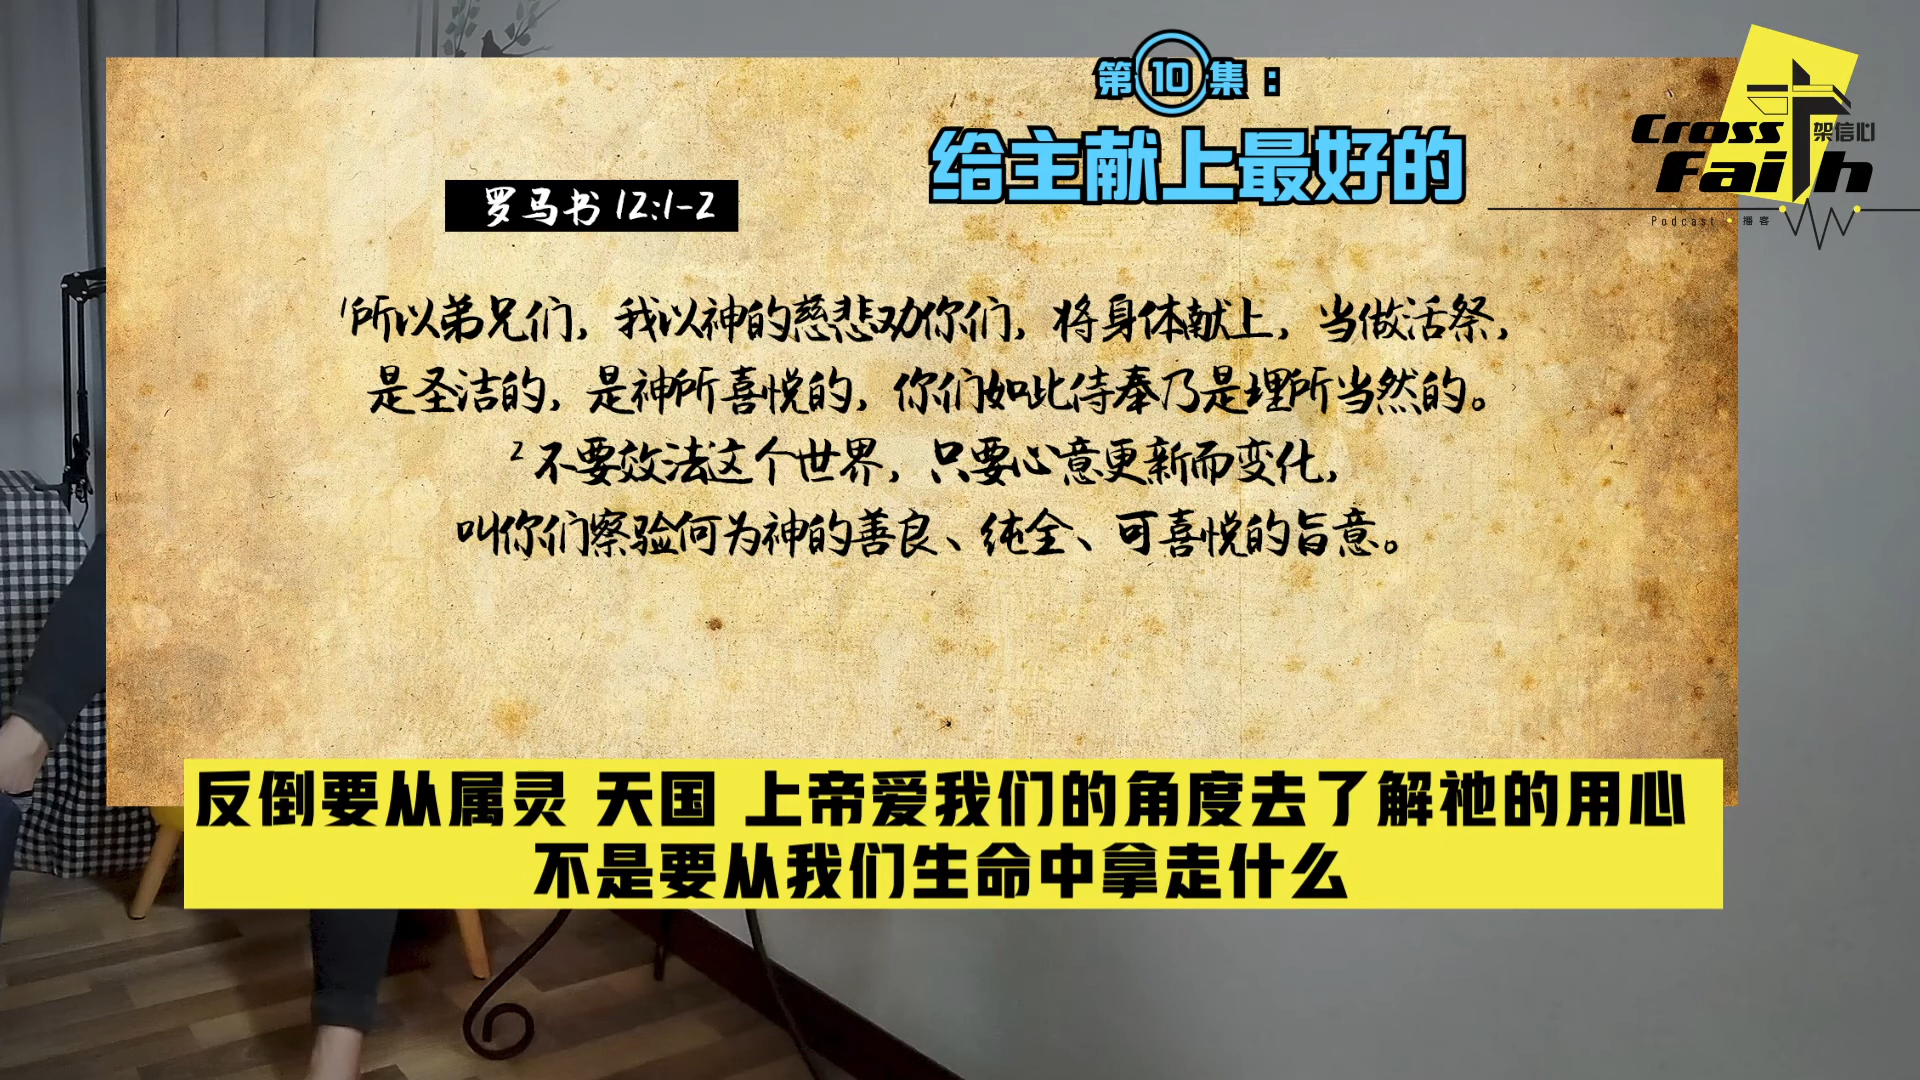 第10集：
给主献上最好的
Cross 十架信心
Faith
Podcast • 播客
罗马书 12:1-2
1所以弟兄们，我以神的慈悲劝你们，将身体献上，当做活祭，
是圣洁的，是神所喜悦的，你们如此侍奉乃是理所当然的。
2 不要效法这个世界，只要心意更新而变化，
叫你们察验何为神的善良、纯全、可喜悦的旨意。
反倒要从属灵 天国 上帝爱我们的角度去了解祂的用心
不是要从我们生命中拿走什么